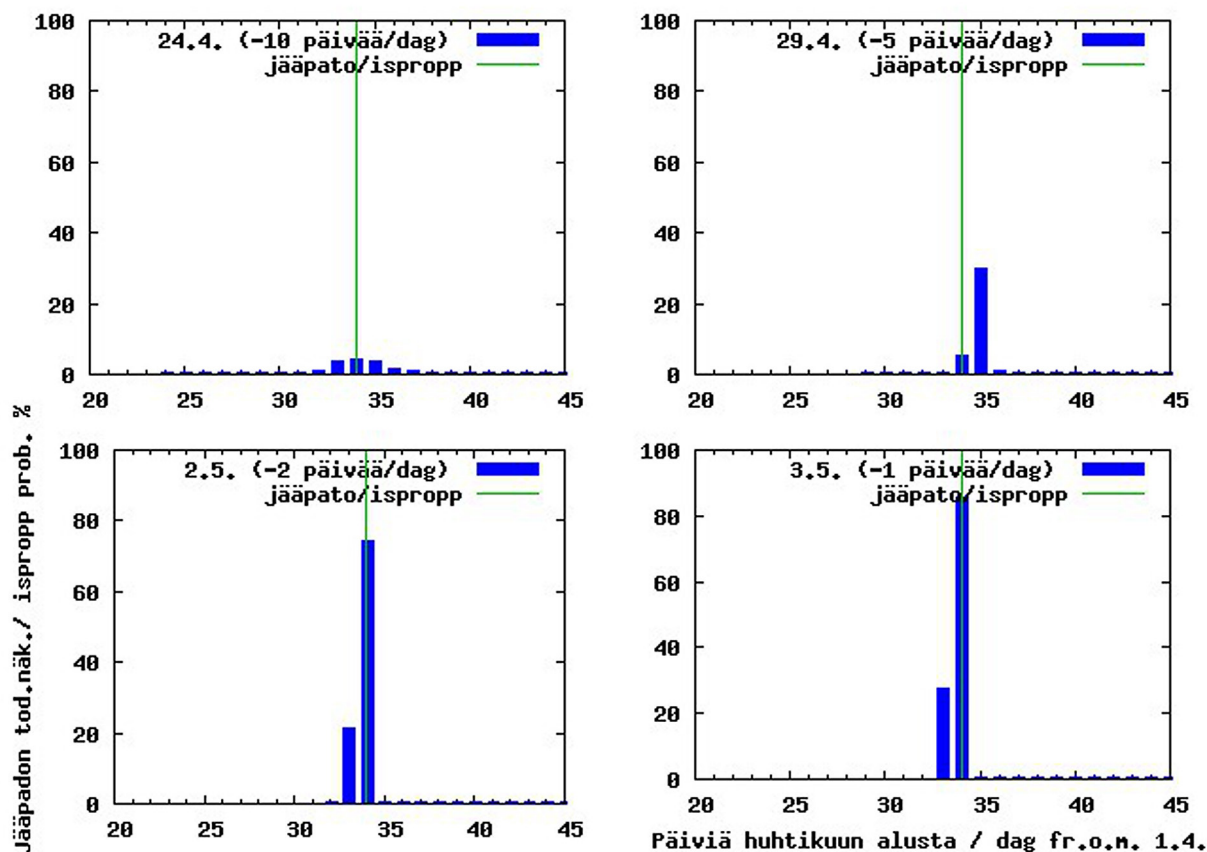 24.4. (-10 päivää/dag)
jääpato/ispropp
100
80
60
40
20
0
20 25 30 35 40 45
29.4. (-5 päivää/dag)
jääpato/ispropp
100
80
60
40
20
0
20 25 30 35 40 45
Jääpadon tod.näk./ ispropp prob. %
2.5. (-2 päivää/dag)
jääpato/ispropp
100
80
60
40
20
0
20 25 30 35 40 45
3.5. (-1 päivää/dag)
jääpato/ispropp
100
80
60
40
20
0
20 25 30 35 40 45
Päiviä huhtikuun alusta / dag fr.o.m. 1.4.